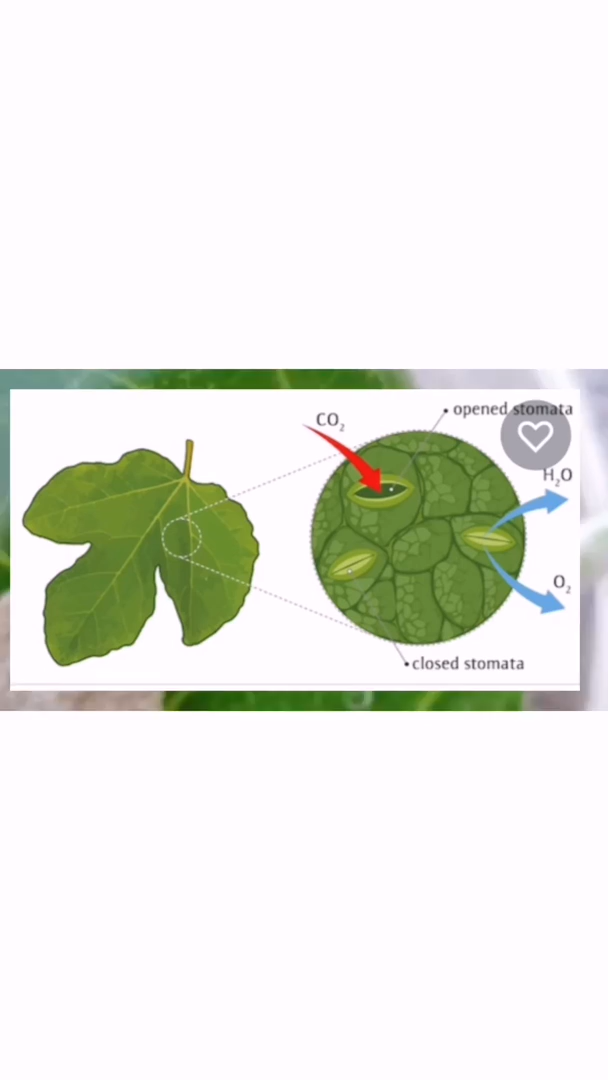 CO₂
opened stomata
H₂O
O₂
closed stomata